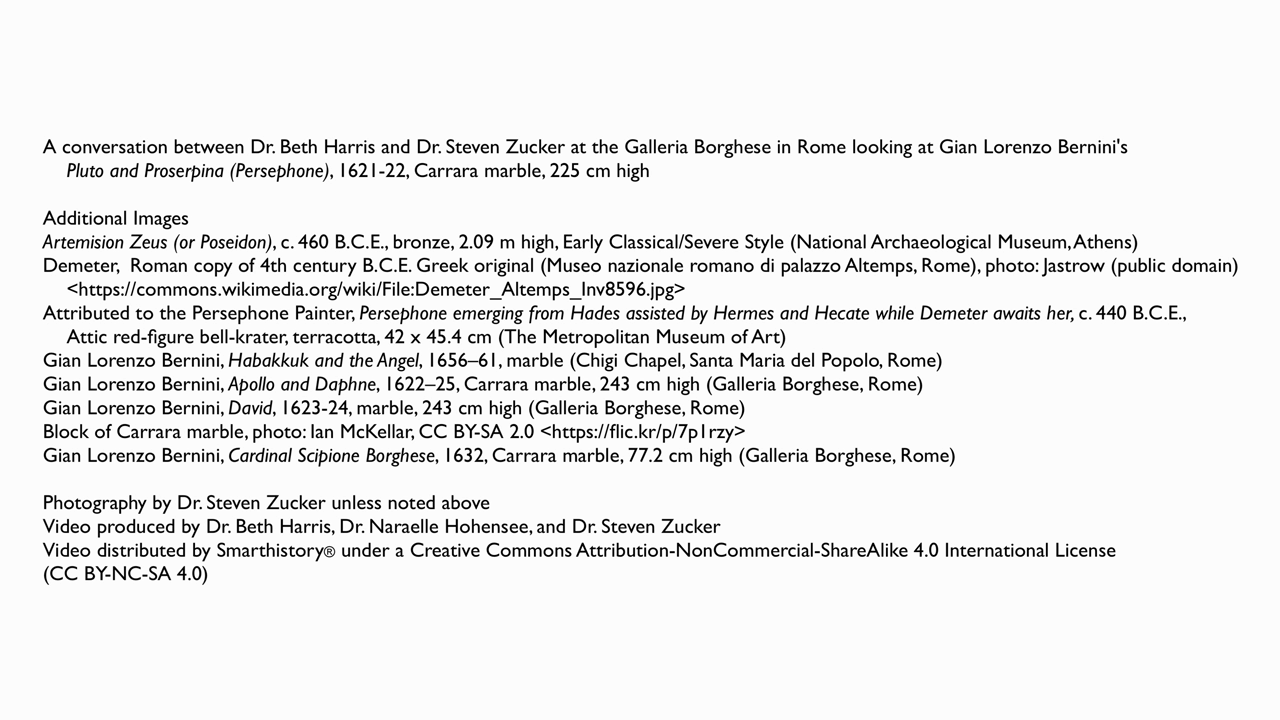 A conversation between Dr. Beth Harris and Dr. Steven Zucker at the Galleria Borghese in Rome looking at Gian Lorenzo Bernini's
Pluto and Proserpina (Persephone), 1621-22, Carrara marble, 225 cm high
Additional Images
Artemision Zeus (or Poseidon), c. 460 B.C.E., bronze, 2.09 m high, Early Classical/Severe Style (National Archaeological Museum, Athens)
Demeter,  Roman copy of 4th century B.C.E. Greek original (Museo nazionale romano di palazzo Altemps, Rome), photo: Jastrow (public domain)
<https://commons.wikimedia.org/wiki/File:Demeter_Altemps_Inv8596.jpg>
Attributed to the Persephone Painter, Persephone emerging from Hades assisted by Hermes and Hecate while Demeter awaits her, c. 440 B.C.E.,
Attic red-figure bell-krater, terracotta, 42 x 45.4 cm (The Metropolitan Museum of Art)
Gian Lorenzo Bernini, Habakkuk and the Angel, 1656–61, marble (Chigi Chapel, Santa Maria del Popolo, Rome)
Gian Lorenzo Bernini, Apollo and Daphne, 1622–25, Carrara marble, 243 cm high (Galleria Borghese, Rome)
Gian Lorenzo Bernini, David, 1623-24, marble, 243 cm high (Galleria Borghese, Rome)
Block of Carrara marble, photo: Ian McKellar, CC BY-SA 2.0 <https://flic.kr/p/7p1rzy>
Gian Lorenzo Bernini, Cardinal Scipione Borghese, 1632, Carrara marble, 77.2 cm high (Galleria Borghese, Rome)
Photography by Dr. Steven Zucker unless noted above
Video produced by Dr. Beth Harris, Dr. Naraelle Hohensee, and Dr. Steven Zucker
Video distributed by Smarthistory® under a Creative Commons Attribution-NonCommercial-ShareAlike 4.0 International License
(CC BY-NC-SA 4.0)